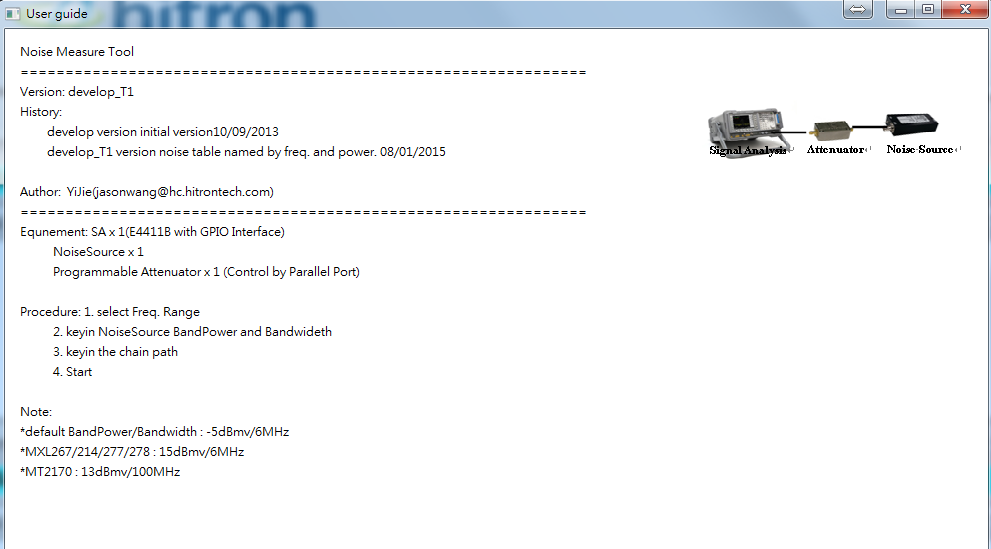 hitron
User guide
Noise Measure Tool
===============================================================
Version: develop_T1
History:
develop version initial version10/09/2013
develop_T1 version noise table named by freq. and power. 08/01/2015
Signal Analysis
Attenuator
Noise Source
Author: YiJie(jasonwang@hc.hitrontech.com)
===============================================================
Equnement: SA x 1(E4411B with GPIO Interface)
NoiseSource x 1
Programmable Attenuator x 1 (Control by Parallel Port)
Procedure: 1. select Freq. Range
2. keyin NoiseSource BandPower and Bandwideth
3. keyin the chain path
4. Start
Note:
*default BandPower/Bandwidth : -5dBmv/6MHz
*MXL267/214/277/278 : 15dBmv/6MHz
*MT2170 : 13dBmv/100MHz